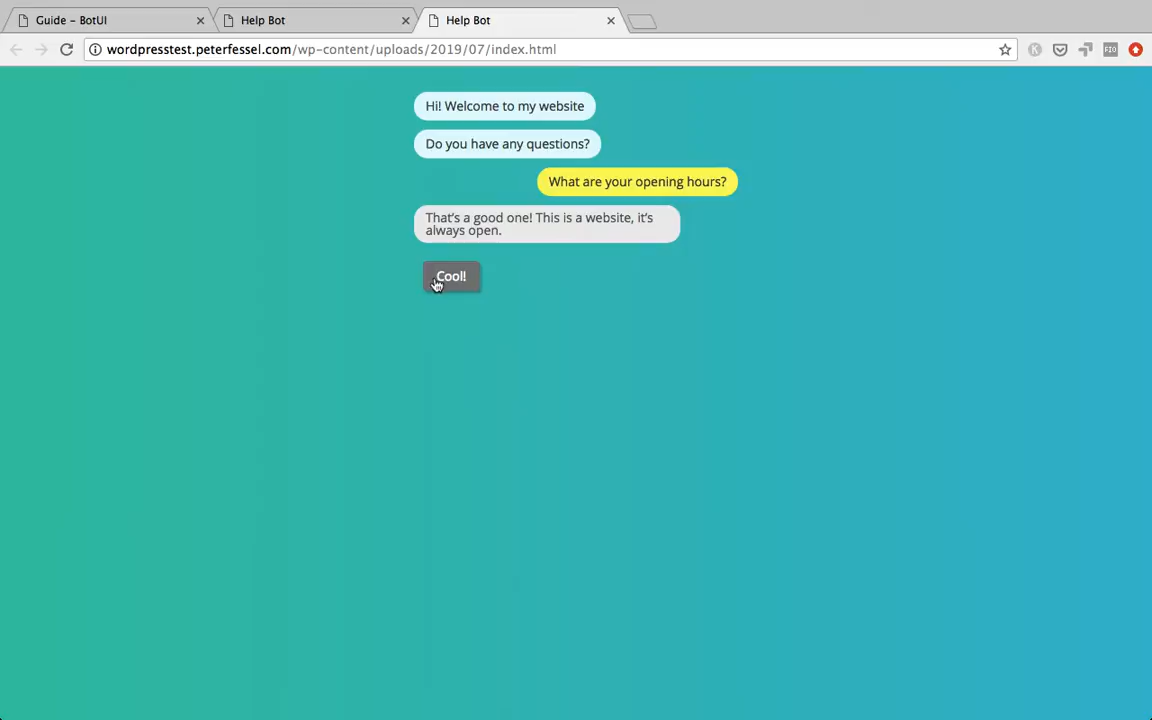 Guide – BotUI
Help Bot
Help Bot
wordpresstest.peterfessel.com/wp-content/uploads/2019/07/index.html
FIO
Hi! Welcome to my website
Do you have any questions?
What are your opening hours?
That's a good one! This is a website, it's
always open.
Cool!